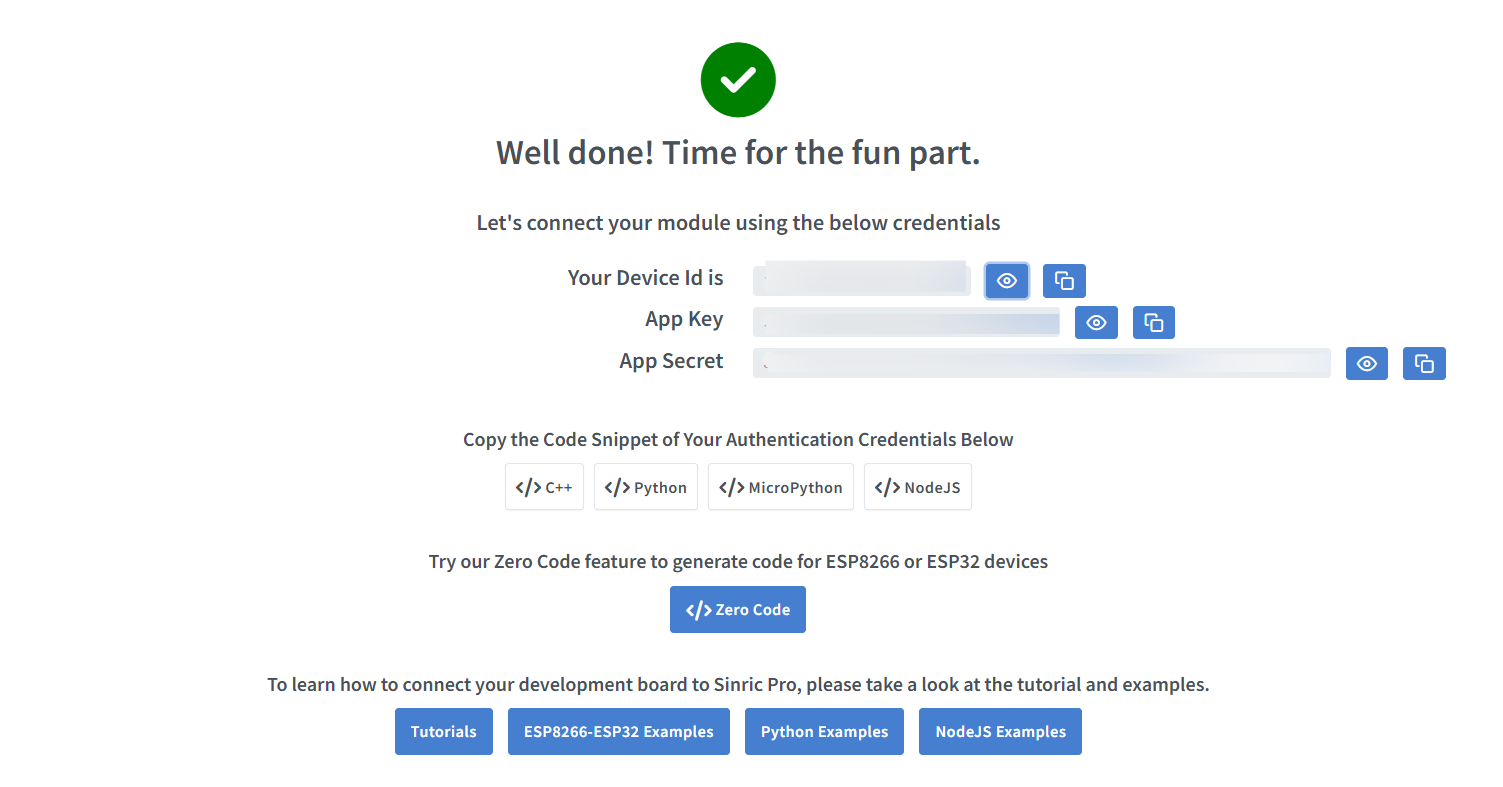 Well done! Time for the fun part.
Let's connect your module using the below credentials
Your Device Id is
App Key
App Secret
Copy the Code Snippet of Your Authentication Credentials Below
</> C++ </> Python </> MicroPython </> NodeJS
Try our Zero Code feature to generate code for ESP8266 or ESP32 devices
</> Zero Code
To learn how to connect your development board to Sinric Pro, please take a look at the tutorial and examples.
Tutorials ESP8266-ESP32 Examples Python Examples NodeJS Examples